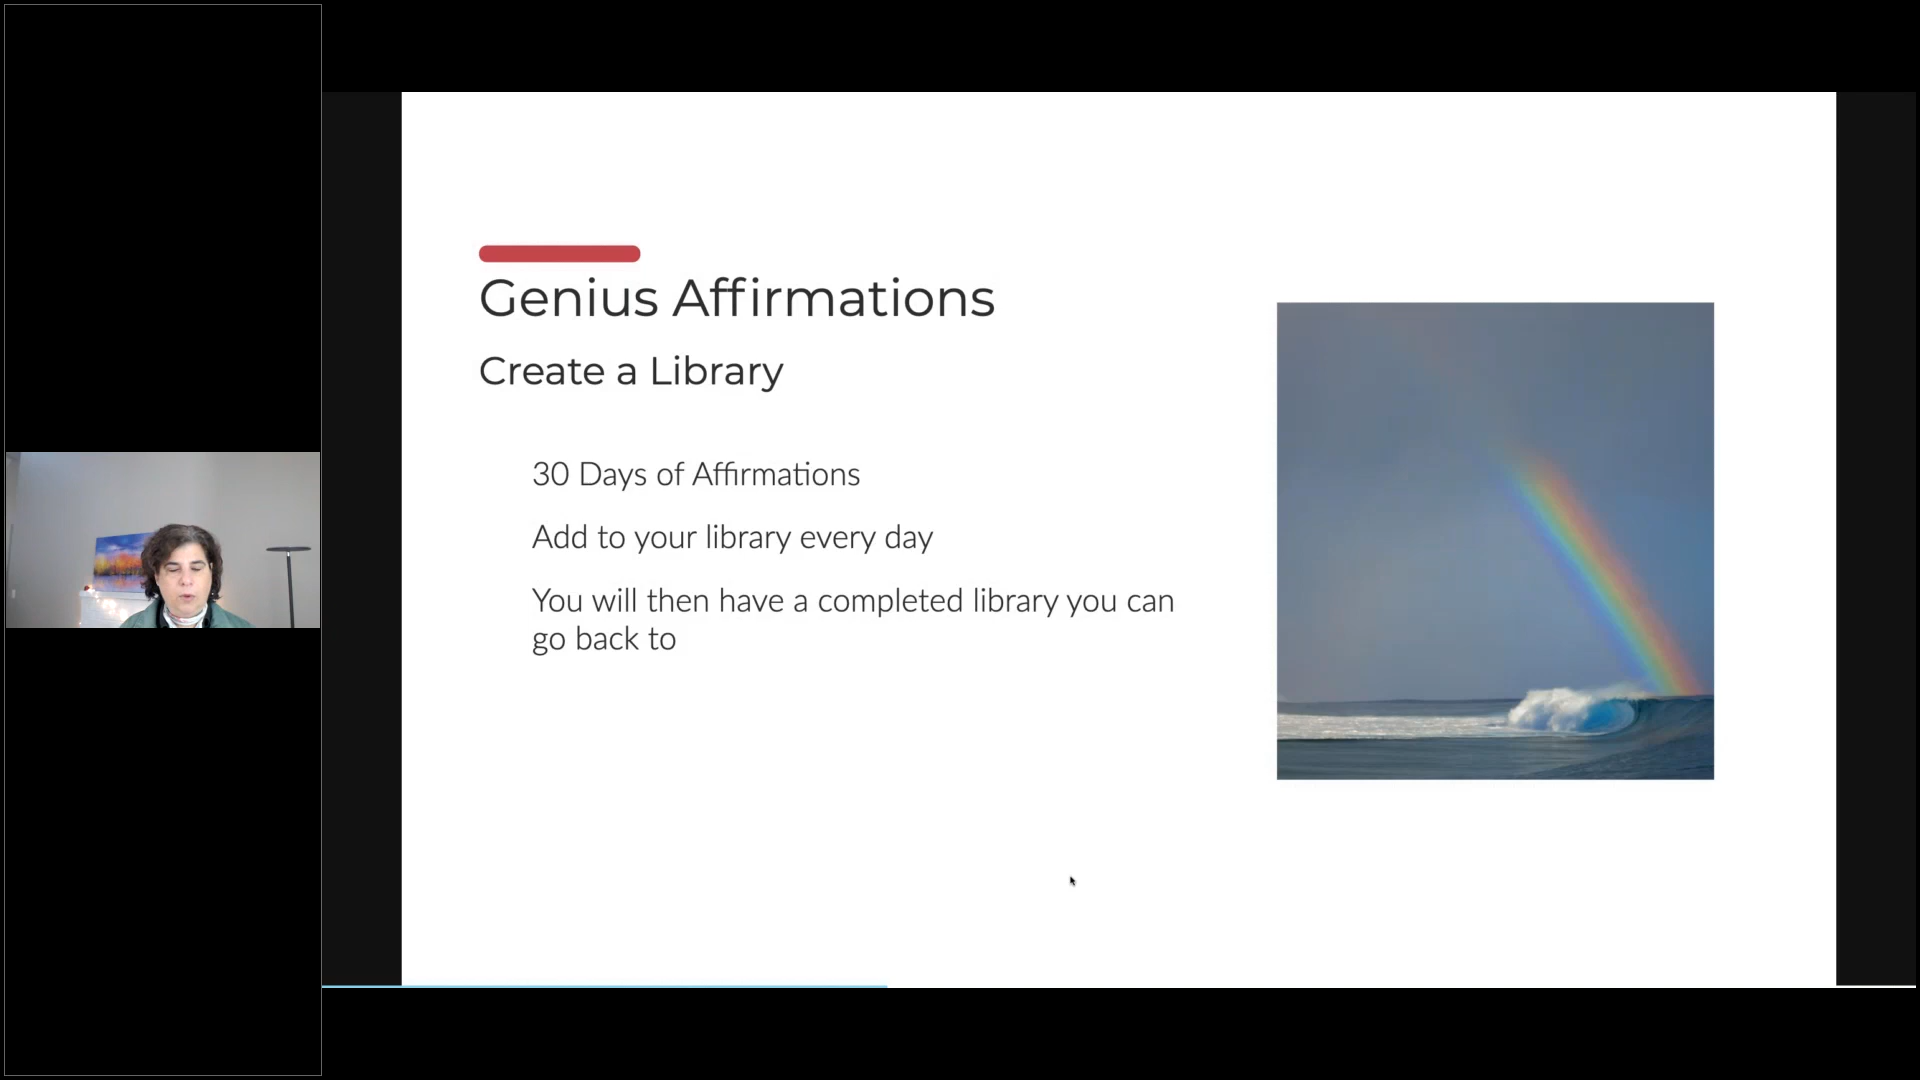 Genius Affirmations
Create a Library
30 Days of Affirmations
Add to your library every day
You will then have a completed library you can
go back to